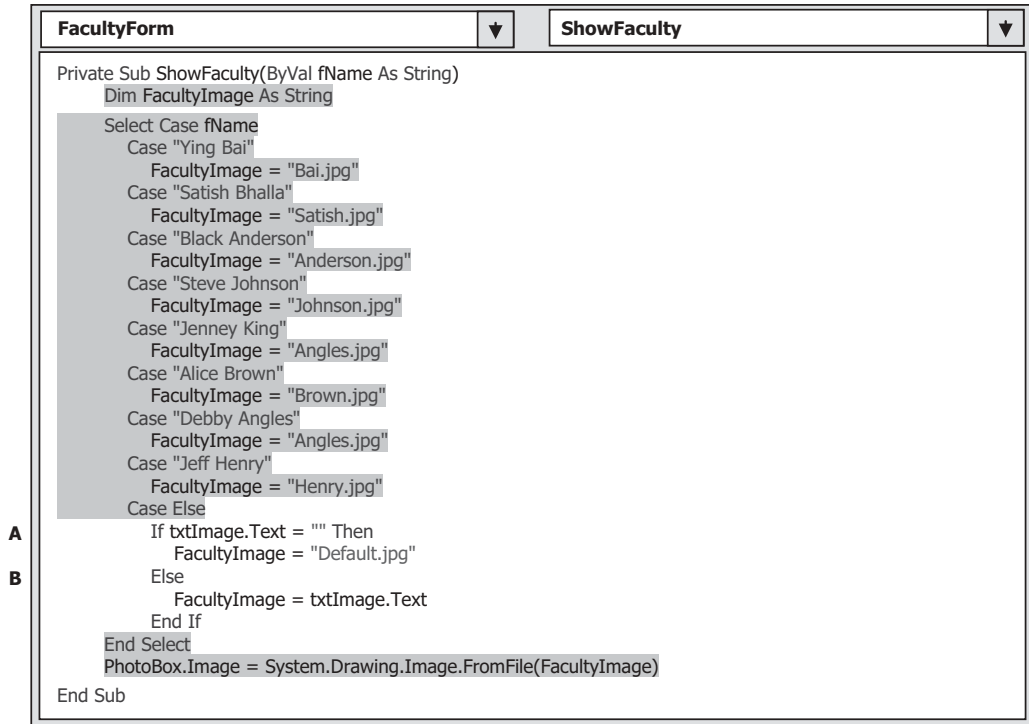 FacultyForm ShowFaculty
Private Sub ShowFaculty(ByVal fName As String)
Dim FacultyImage As String
Select Case fName
Case "Ying Bai"
FacultyImage = "Bai.jpg"
Case "Satish Bhalla"
FacultyImage = "Satish.jpg"
Case "Black Anderson"
FacultyImage = "Anderson.jpg"
Case "Steve Johnson"
FacultyImage = "Johnson.jpg"
Case "Jenney King"
FacultyImage = "Angles.jpg"
Case "Alice Brown"
FacultyImage = "Brown.jpg"
Case "Debby Angles"
FacultyImage = "Angles.jpg"
Case "Jeff Henry"
FacultyImage = "Henry.jpg"
Case Else
A If txtImage.Text = "" Then
FacultyImage = "Default.jpg"
B Else
FacultyImage = txtImage.Text
End If
End Select
PhotoBox.Image = System.Drawing.Image.FromFile(FacultyImage)
End Sub